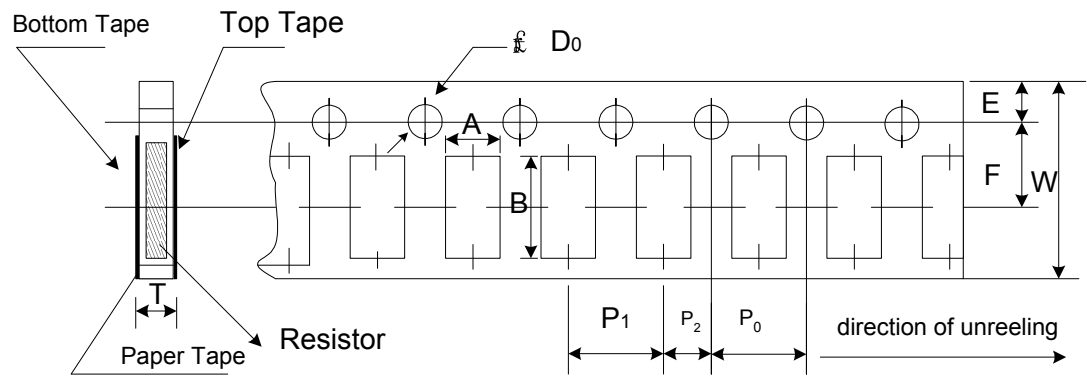 Bottom Tape
Top Tape
£ D0
E
A
F
W
B
T
P1
P2
P0
direction of unreeling
Resistor
Paper Tape